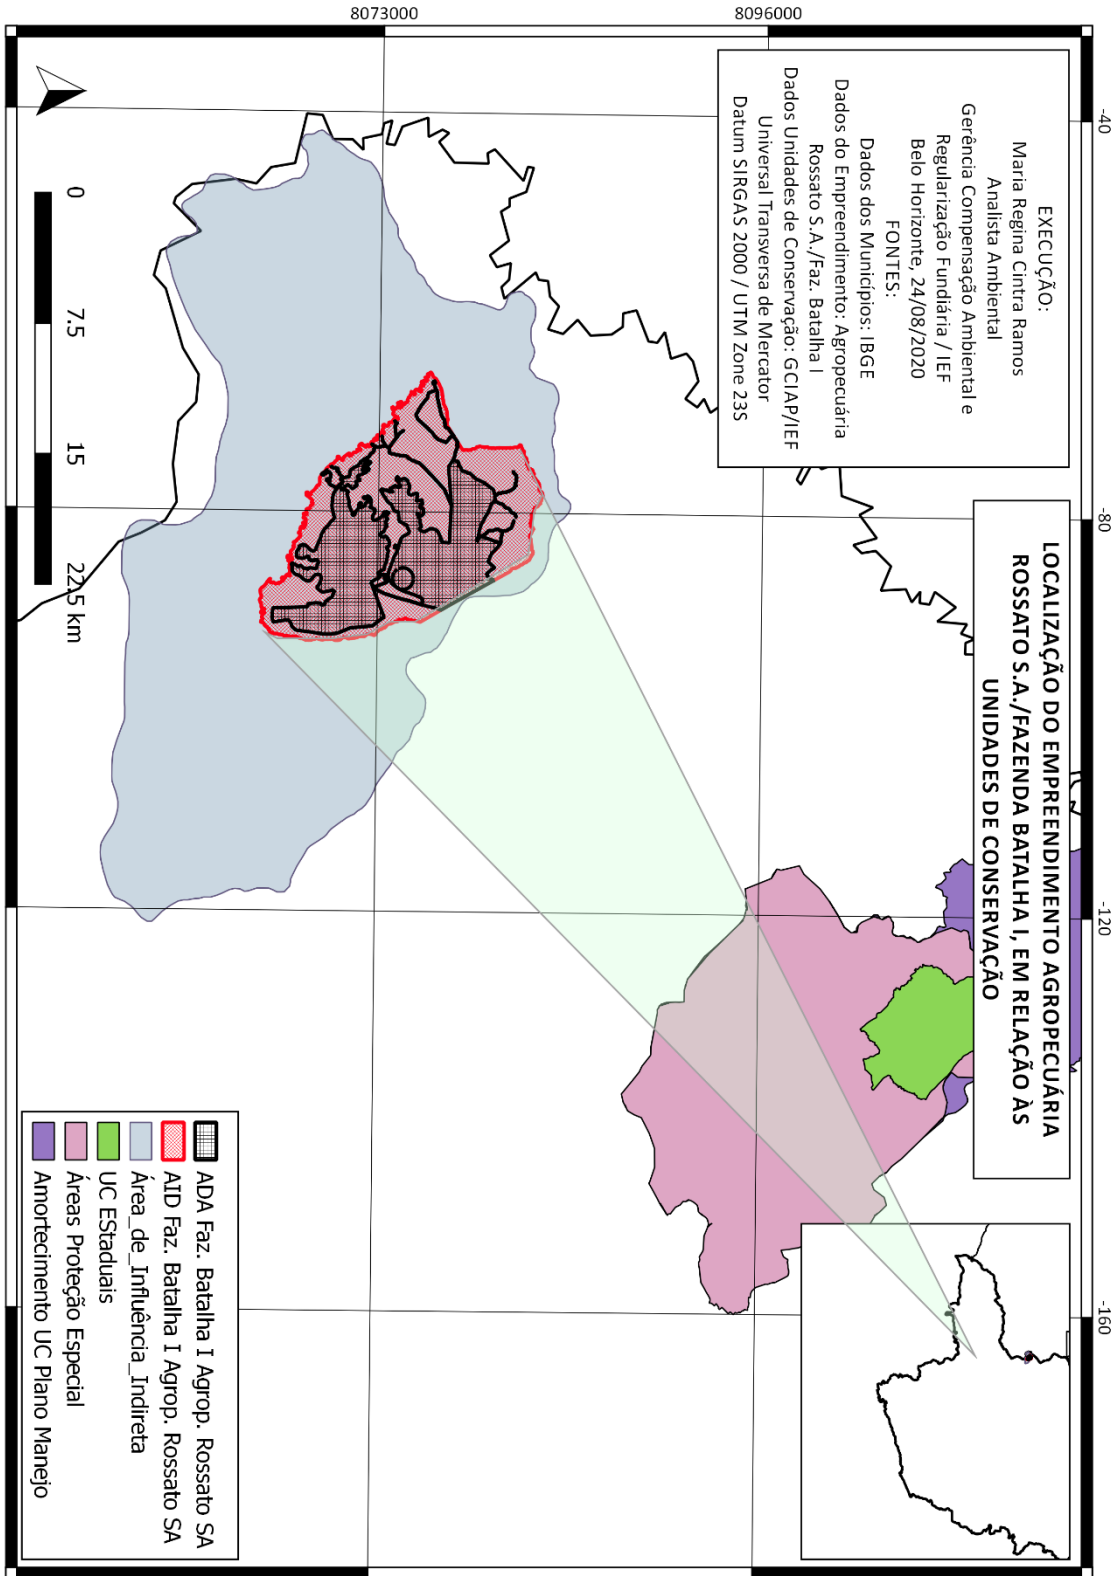 8073000
8096000
-40
-80
-120
-160
EXECUÇÃO:
Maria Regina Cintra Ramos
Analista Ambiental
Gerência Compensação Ambiental e
Regularização Fundiária / IEF
Belo Horizonte, 24/08/2020
FONTES:
Dados dos Municípios: IBGE
Dados do Empreendimento: Agropecuária
Rossato S.A./Faz. Batalha I
Dados Unidades de Conservação: GCIAP/IEF
Universal Transversa de Mercator
Datum SIRGAS 2000 / UTM Zone 23S
LOCALIZAÇÃO DO EMPREENDIMENTO AGROPECUÁRIA
ROSSATO S.A./FAZENDA BATALHA I, EM RELAÇÃO ÀS
UNIDADES DE CONSERVAÇÃO
0 7.5 15 22.5 km
ADA Faz. Batalha I Agrop. Rossato SA
AID Faz. Batalha I Agrop. Rossato SA
Área_de_Influência_Indireta
UC EStaduais
Áreas Proteção Especial
Amortecimento UC Plano Manejo